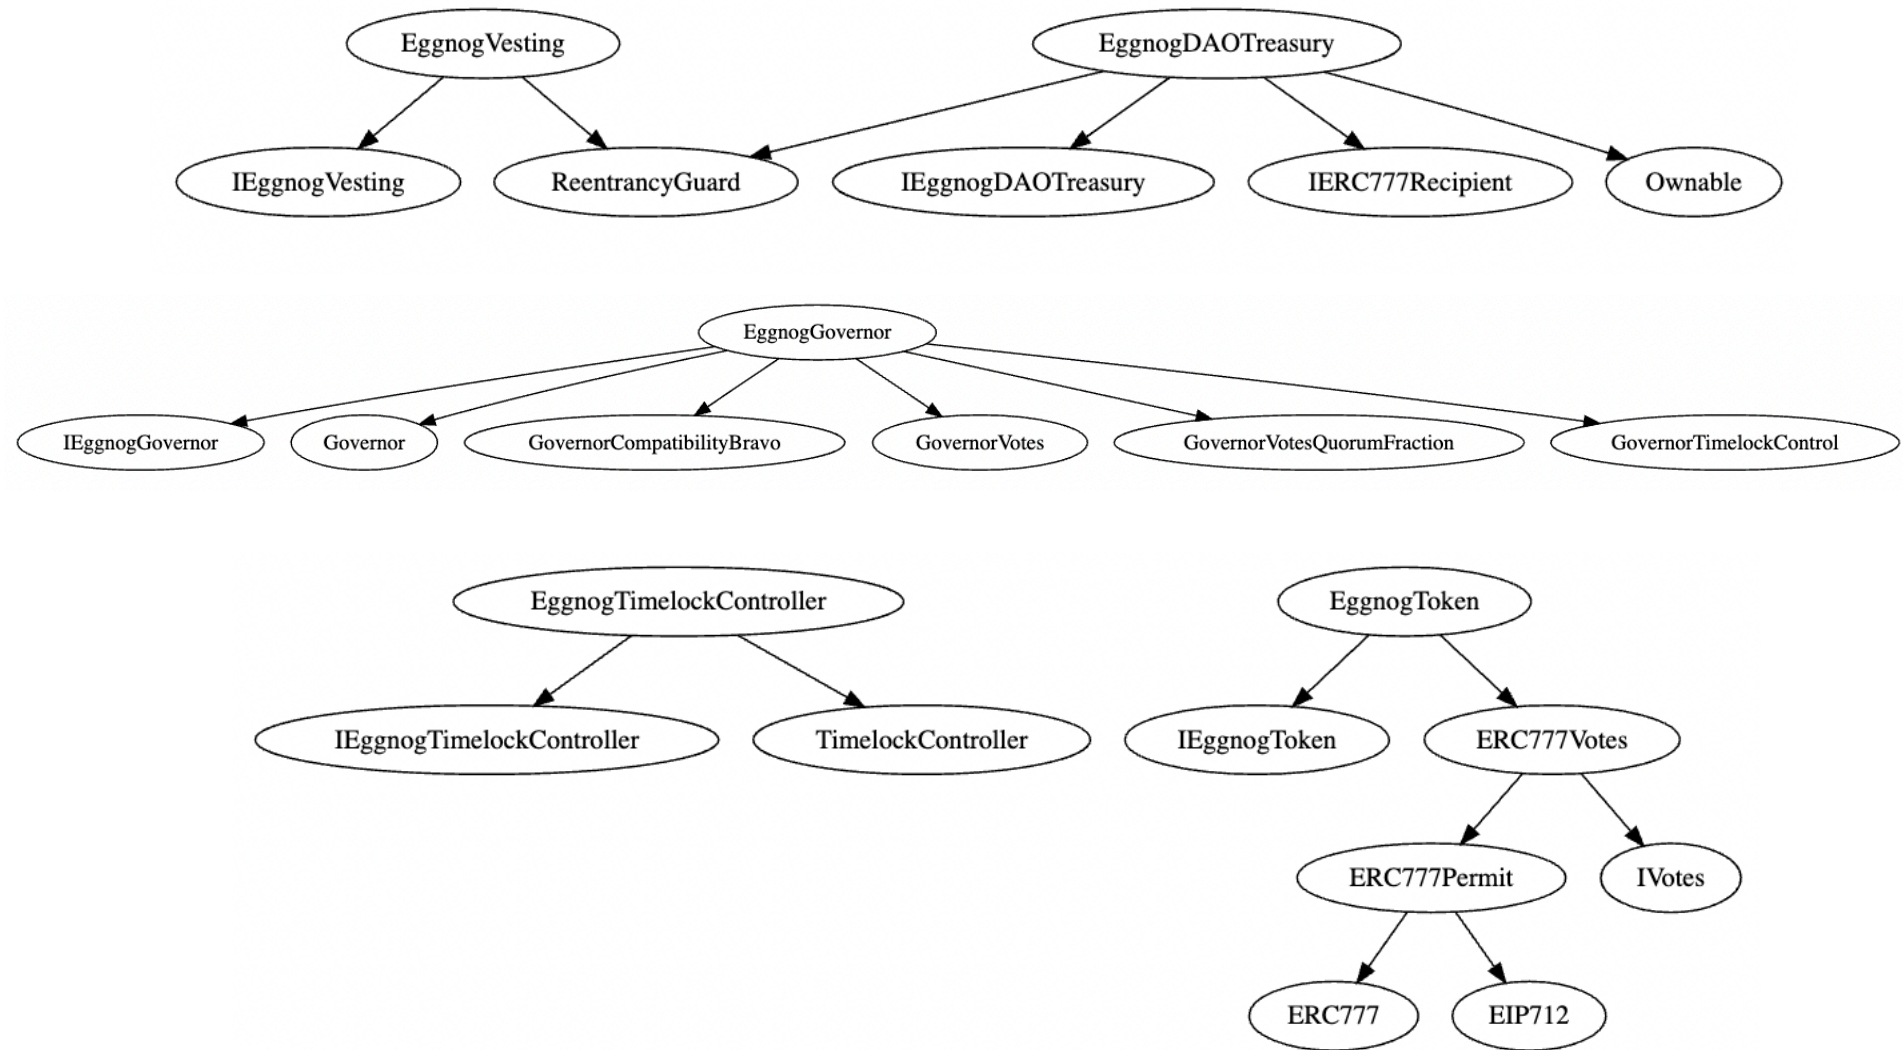 EggnogVesting
EggnogDAOTreasury
IEggnogVesting
ReentrancyGuard
IEggnogDAOTreasury
IERC777Recipient
Ownable
EggnogGovernor
IEggnogGovernor
Governor
GovernorCompatibilityBravo
GovernorVotes
GovernorVotesQuorumFraction
GovernorTimelockControl
EggnogTimelockController
EggnogToken
IEggnogTimelockController
TimelockController
IEggnogToken
ERC777Votes
ERC777Permit
IVotes
ERC777
EIP712